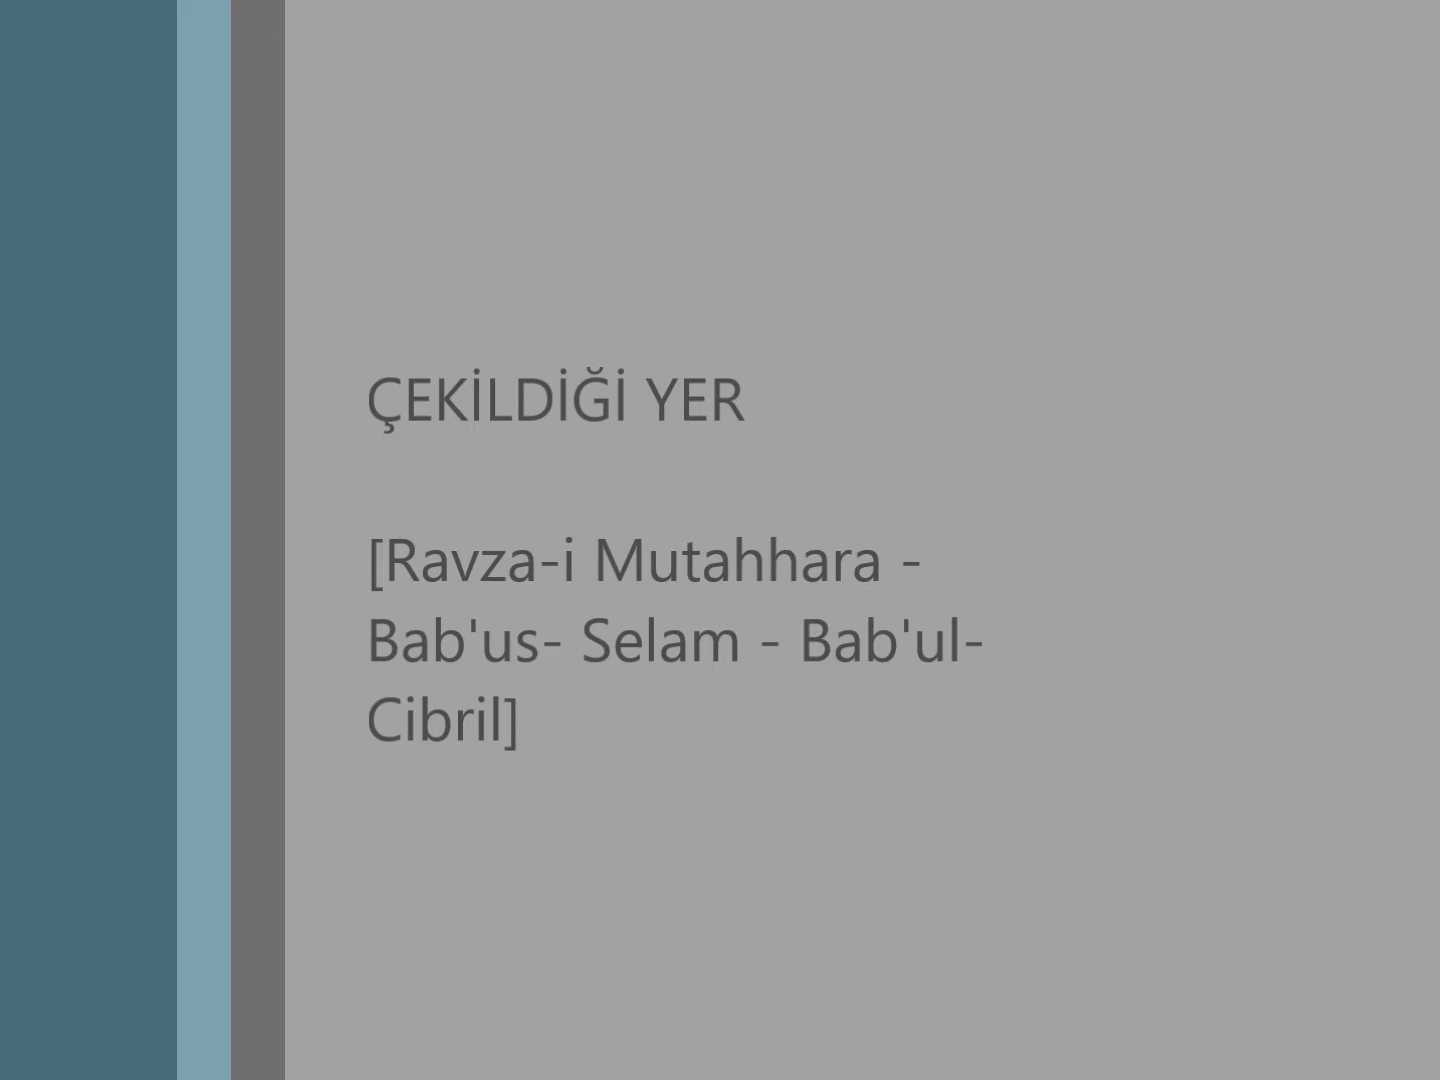 ÇEKİLDİĞİ YER
[Ravza-i Mutahhara -
Bab'us- Selam - Bab'ul-
Cibril]